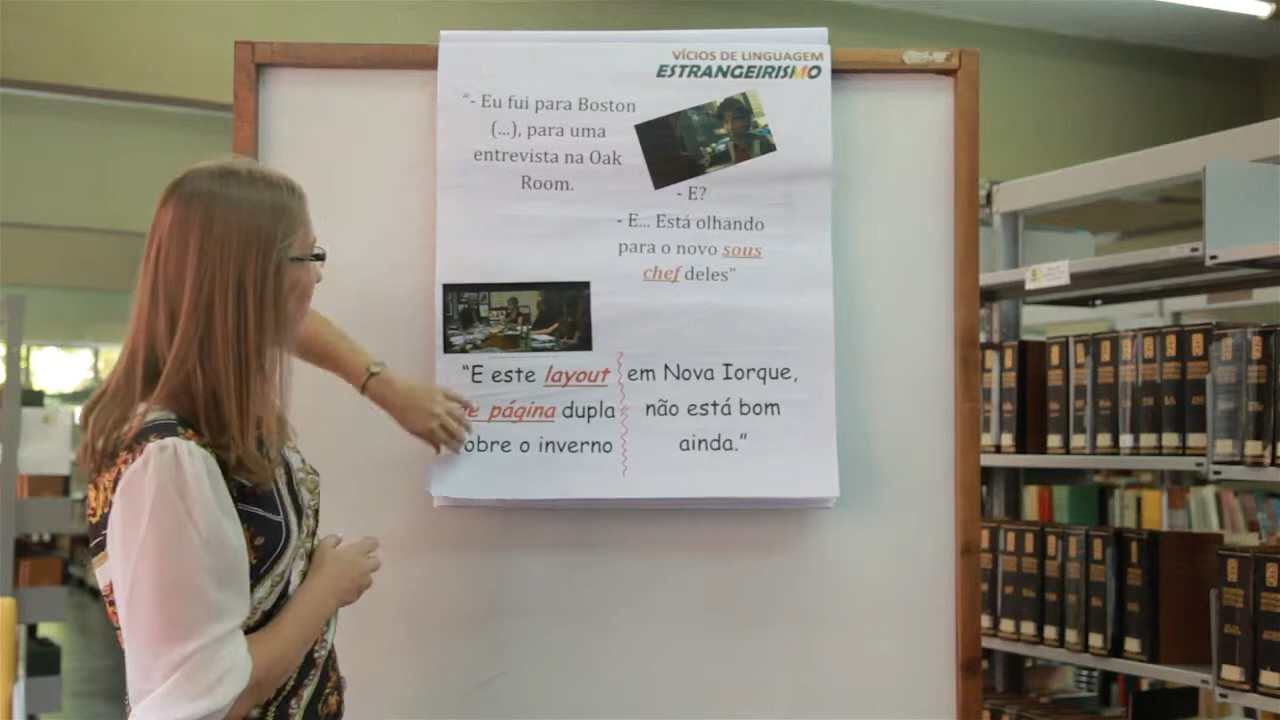 VÍCIOS DE LINGUAGEM
ESTRANGEIRISMO
“- Eu fui para Boston
(...), para uma
entrevista na Oak
Room.
- E?
- E... Está olhando
para o novo sous
chef deles”
“E este layout
página dupla
sobre o inverno
em Nova Iorque,
não está bom
ainda.”